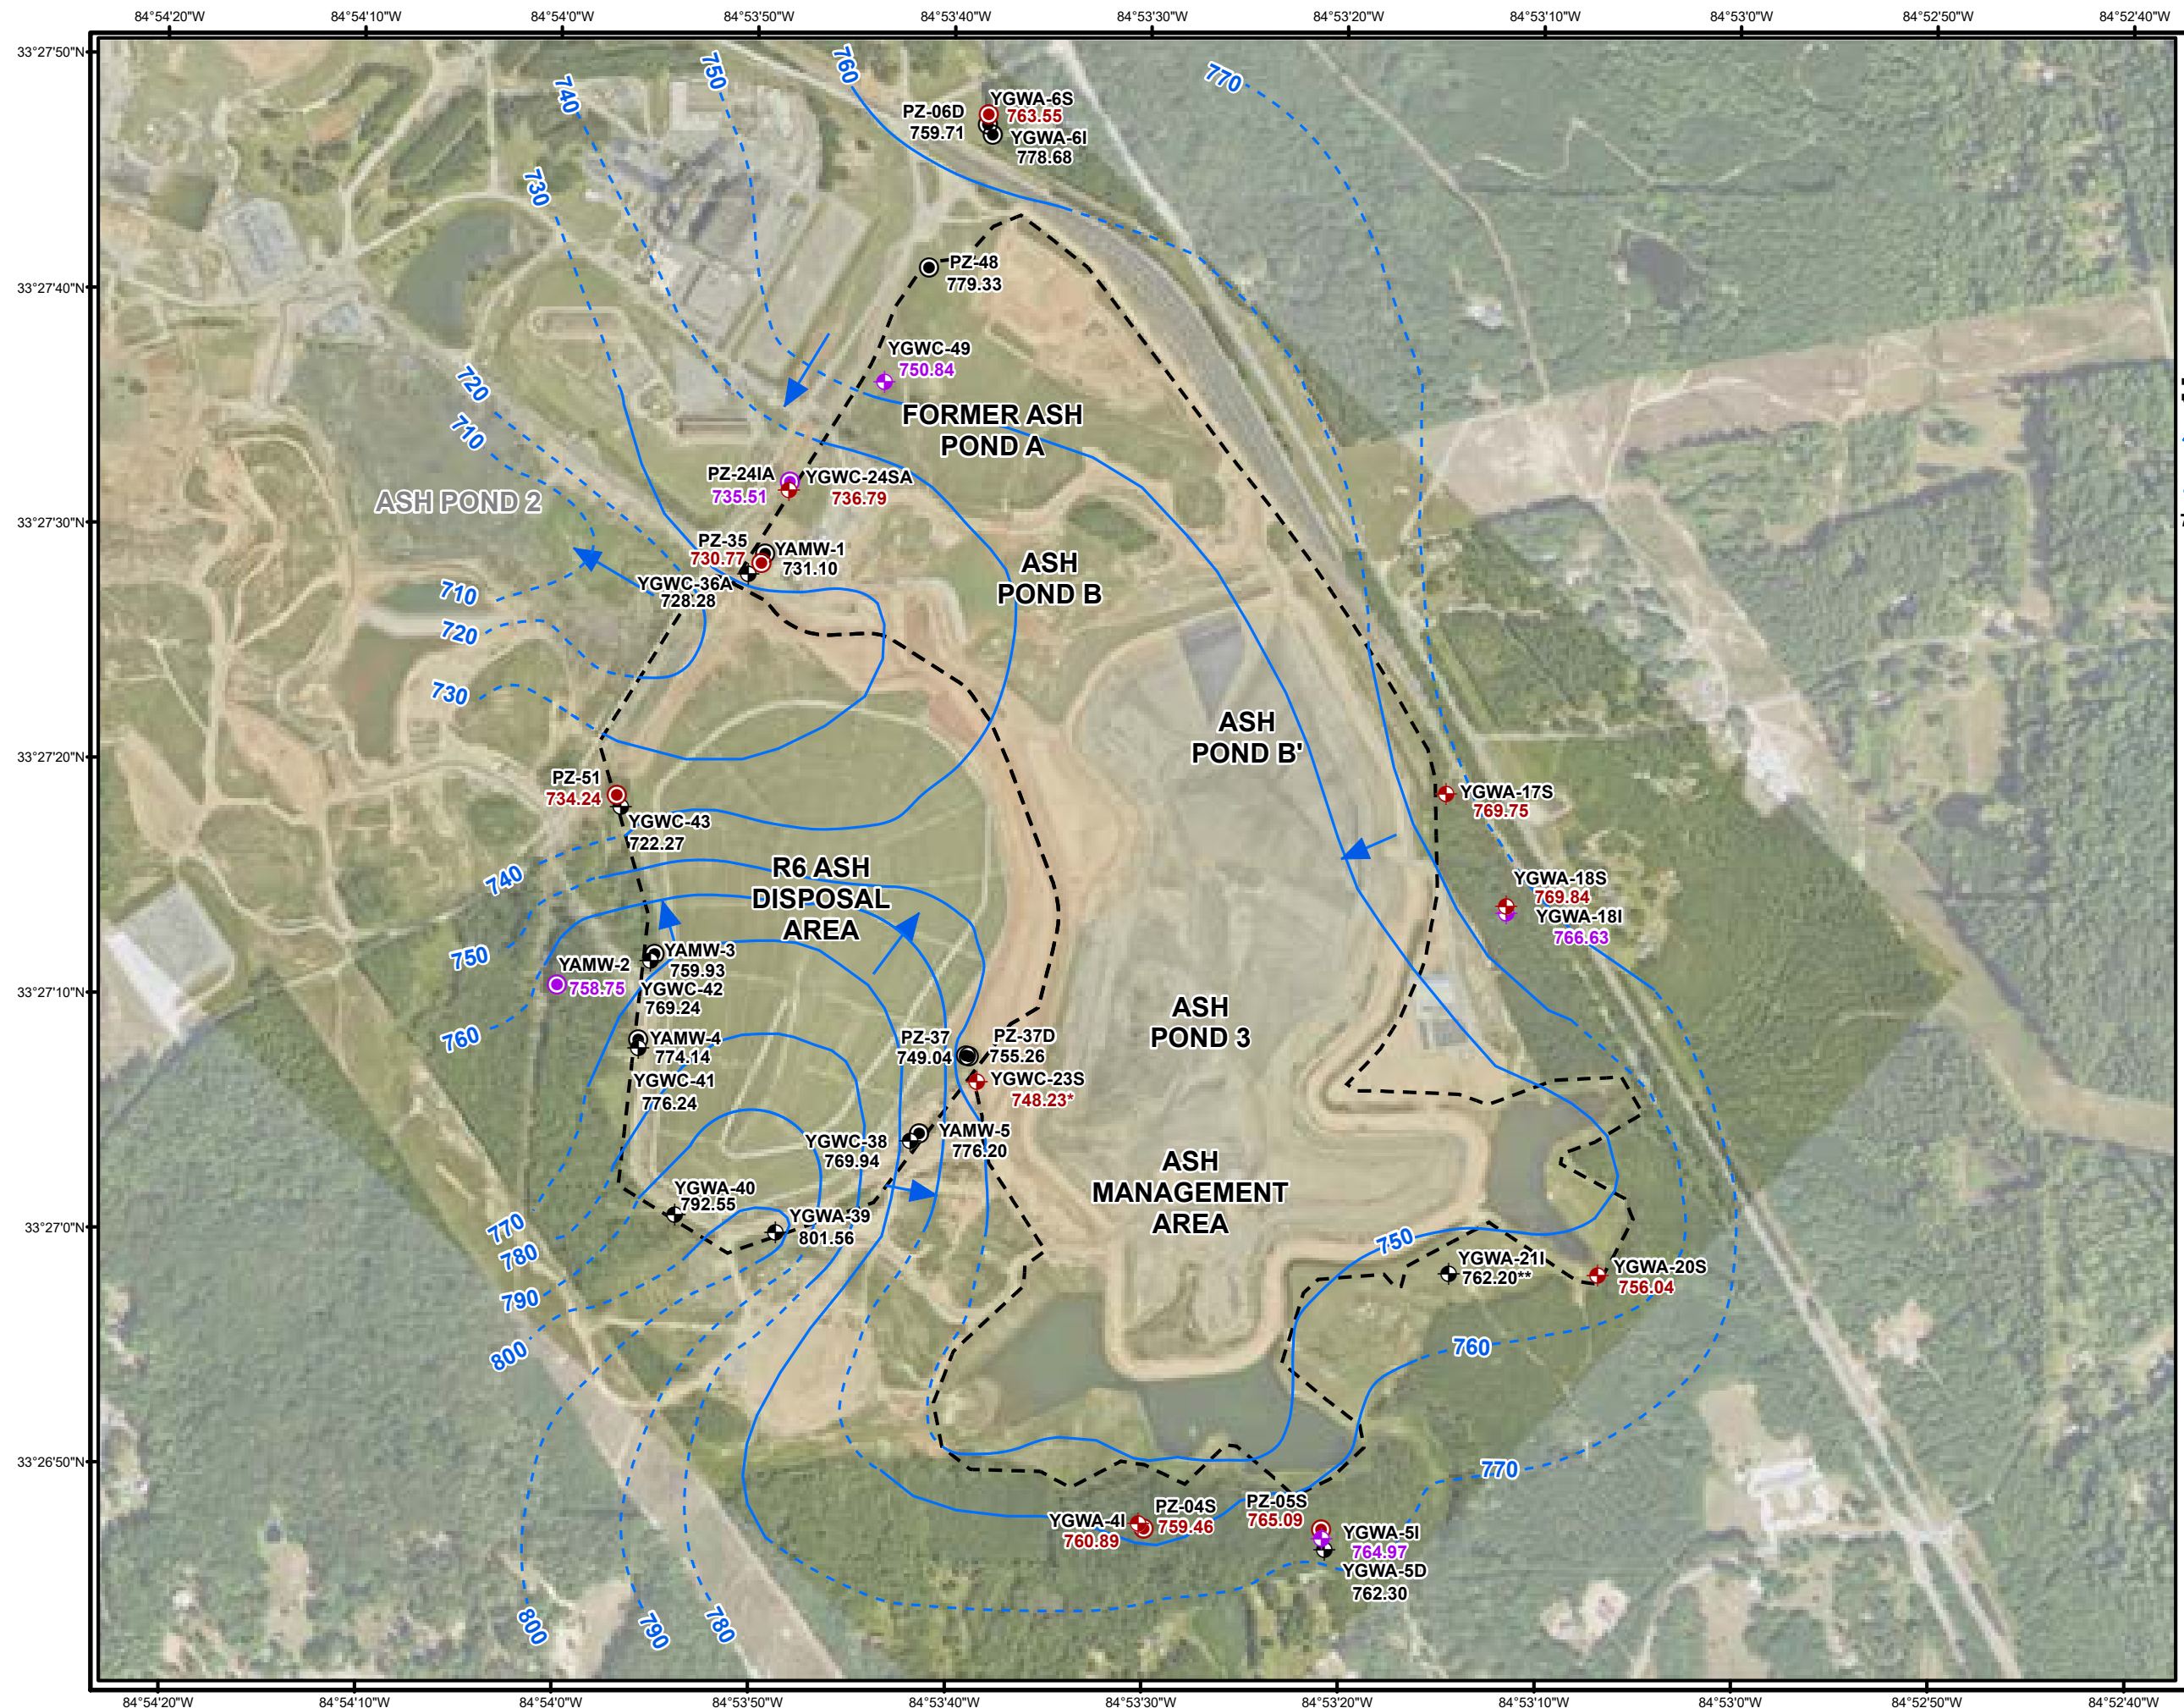 84°54'20"W 84°54'10"W 84°54'0"W 84°53'50"W 84°53'40"W 84°53'30"W 84°53'20"W 84°53'10"W 84°53'0"W 84°52'50"W 84°52'40"W
33°27'50"N
33°27'40"N
33°27'30"N
33°27'20"N
33°27'10"N
33°27'0"N
33°26'50"N
740
750
760
770
730
720
710
PZ-06D
759.71
YGWA-6S
763.55
YGWA-6I
778.68
PZ-48
779.33
YGWC-49
750.84
FORMER ASH
POND A
PZ-24IA
735.51
YGWC-24SA
736.79
ASH POND 2
PZ-35
730.77
YAMW-1
731.10
YGWC-36A
728.28
ASH
POND B
710
720
730
ASH
POND B'
PZ-51
734.24
YGWC-43
722.27
YGWA-17S
769.75
740
R6 ASH
DISPOSAL
AREA
YGWA-18S
769.84
YGWA-18I
766.63
750
YAMW-2
758.75
YAMW-3
759.93
YGWC-42
769.24
760
YAMW-4
774.14
YGWC-41
776.24
PZ-37
749.04
PZ-37D
755.26
YGWC-23S
748.23*
ASH
POND 3
YGWC-38
769.94
YAMW-5
776.20
ASH
MANAGEMENT
AREA
YGWA-40
792.55
YGWA-39
801.56
770
780
790
800
750
YGWA-21I
762.20**
YGWA-20S
756.04
760
770
YGWA-4I
760.89
PZ-04S
759.46
PZ-05S
765.09
YGWA-5I
764.97
YGWA-5D
762.30
800
790
780
84°54'20"W 84°54'10"W 84°54'0"W 84°53'50"W 84°53'40"W 84°53'30"W 84°53'20"W 84°53'10"W 84°53'0"W 84°52'50"W 84°52'40"W